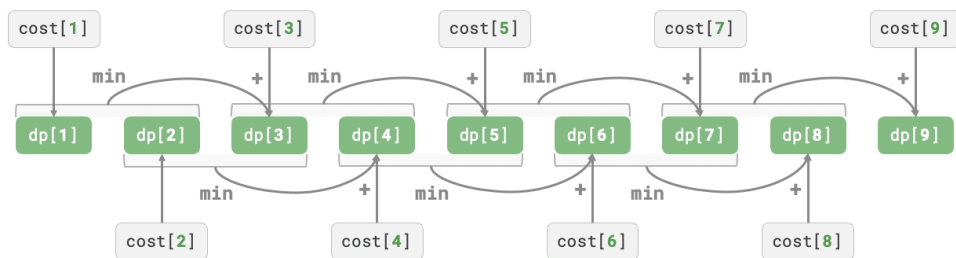 cost[1] cost[3] cost[5] cost[7] cost[9]
min + min + min + min +
dp[1] dp[2] dp[3] dp[4] dp[5] dp[6] dp[7] dp[8] dp[9]
min + min + min +
cost[2] cost[4] cost[6] cost[8]